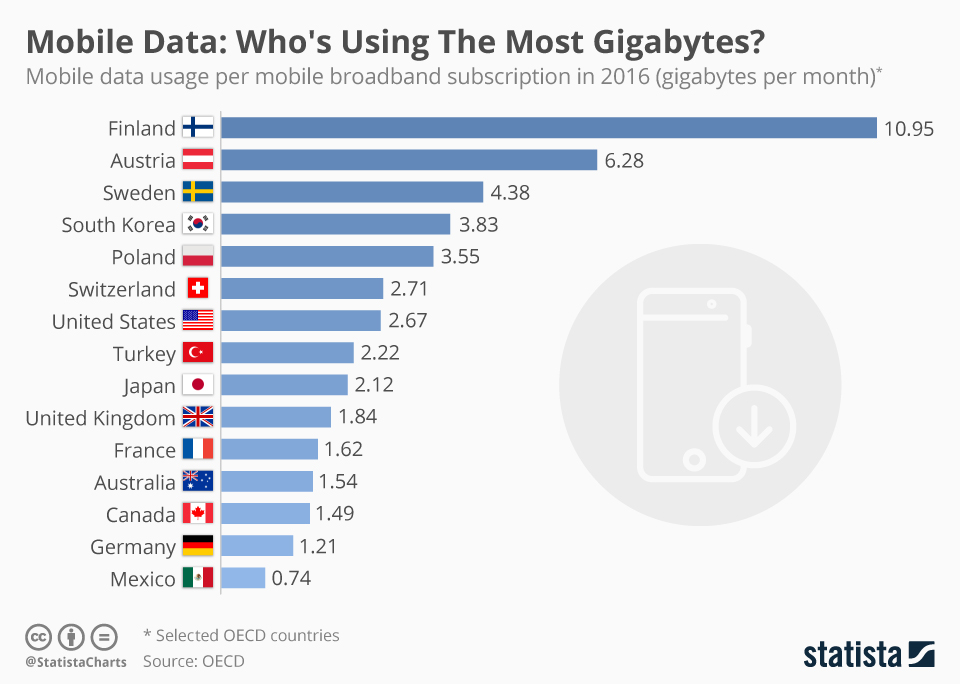 Mobile Data: Who's Using The Most Gigabytes?
Mobile data usage per mobile broadband subscription in 2016 (gigabytes per month)*
Finland 10.95
Austria 6.28
Sweden 4.38
South Korea 3.83
Poland 3.55
Switzerland 2.71
United States 2.67
Turkey 2.22
Japan 2.12
United Kingdom 1.84
France 1.62
Australia 1.54
Canada 1.49
Germany 1.21
Mexico 0.74
cc
@StatistaCharts
* Selected OECD countries
Source: OECD
statista